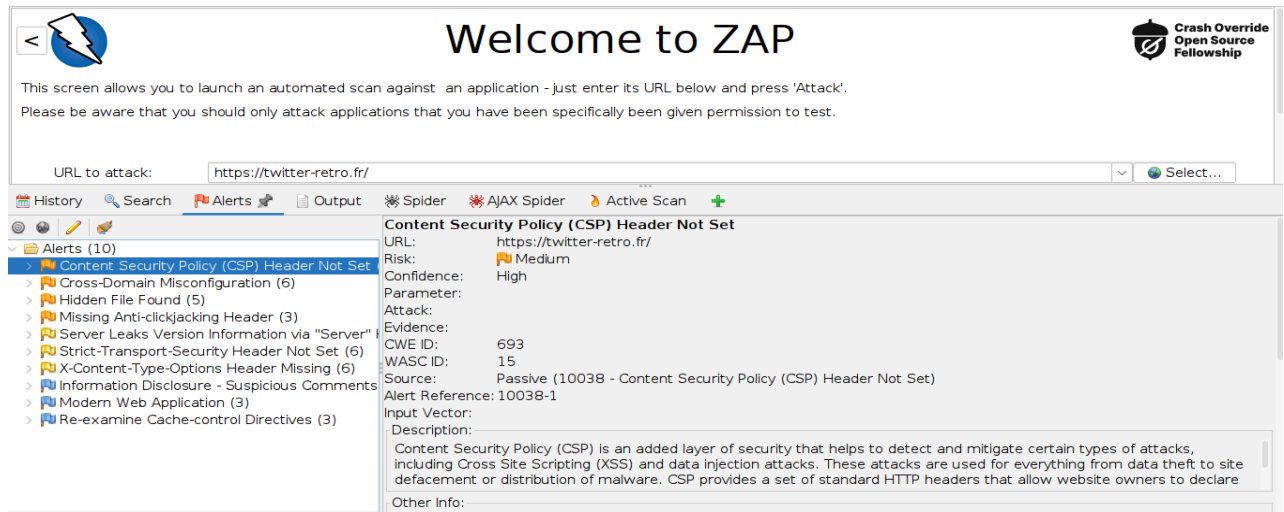 <
Welcome to ZAP
Crash Override
Open Source
Fellowship
This screen allows you to launch an automated scan against an application - just enter its URL below and press 'Attack'.
Please be aware that you should only attack applications that you have been specifically been given permission to test.
URL to attack: https://twitter-retro.fr/ Select...
History Search Alerts Output Spider AJAX Spider Active Scan
Alerts (10)
Content Security Policy (CSP) Header Not Set
Cross-Domain Misconfiguration (6)
Hidden File Found (5)
Missing Anti-clickjacking Header (3)
Server Leaks Version Information via "Server"
Strict-Transport-Security Header Not Set (6)
X-Content-Type-Options Header Missing (6)
Information Disclosure - Suspicious Comments
Modern Web Application (3)
Re-examine Cache-control Directives (3)
Content Security Policy (CSP) Header Not Set
URL: https://twitter-retro.fr/
Risk: Medium
Confidence: High
Parameter:
Attack:
Evidence:
CWE ID: 693
WASC ID: 15
Source: Passive (10038 - Content Security Policy (CSP) Header Not Set)
Alert Reference: 10038-1
Input Vector:
Description:
Content Security Policy (CSP) is an added layer of security that helps to detect and mitigate certain types of attacks,
including Cross Site Scripting (XSS) and data injection attacks. These attacks are used for everything from data theft to site
defacement or distribution of malware. CSP provides a set of standard HTTP headers that allow website owners to declare
Other Info: